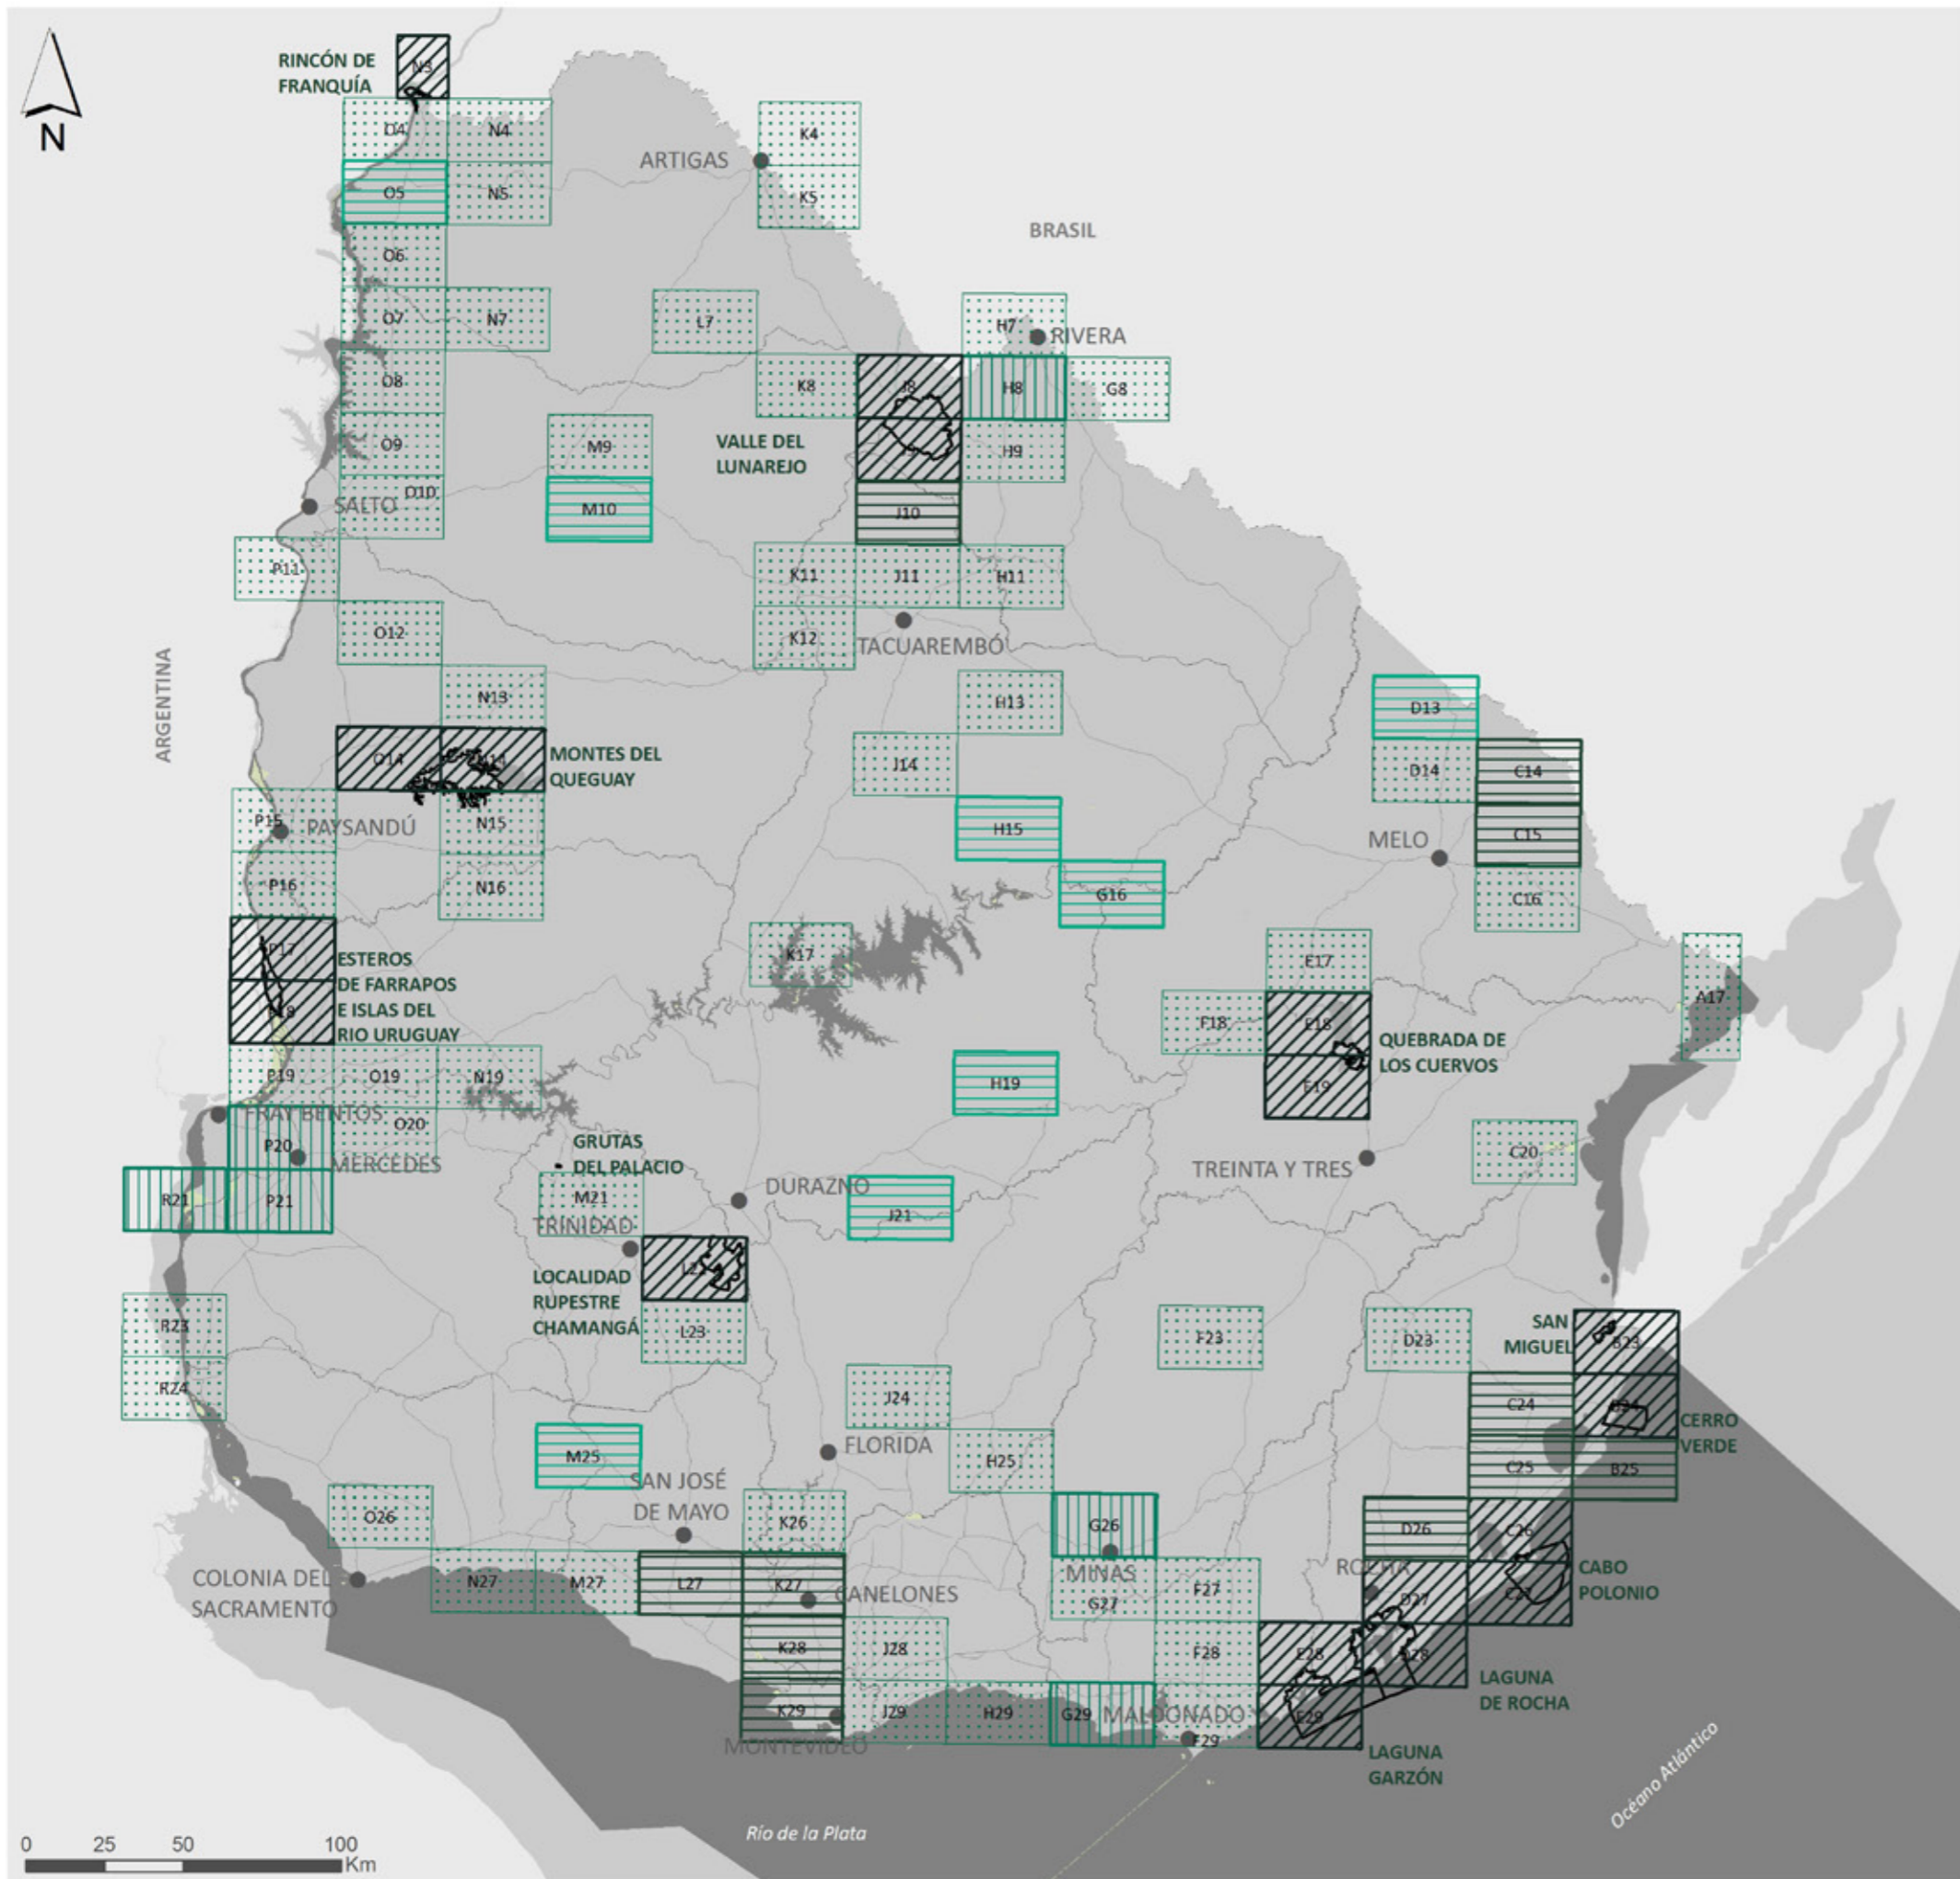 RINCÓN DE
FRANQUÍA
N3
N
O4
N4
K4
ARTIGAS
O5
N5
K5
BRASIL
O6
O7
N7
L7
H7
RIVERA
O8
K8
J8
H8
G8
O9
M9
VALLE DEL
LUNAREJO
J9
H9
O10
SALTO
M10
J10
P11
K11
J11
H11
O12
K12
TACUAREMBÓ
ARGENTINA
N13
H13
D13
O14
N14
MONTES DEL
QUEGUAY
J14
D14
C14
P15
PAYSANDÚ
N15
H15
MELO
C15
P16
N16
G16
C16
P17
ESTEROS
DE FARRAPOS
E ISLAS DEL
RIO URUGUAY
K17
E17
A17
P18
F18
E18
QUEBRADA DE
LOS CUERVOS
P19
O19
N19
H19
E19
FRAY BENTOS
O20
P20
MERCEDES
GRUTAS
DEL PALACIO
TREINTA Y TRES
C20
R21
P21
M21
DURAZNO
J21
TRINIDAD
LOCALIDAD
RUPESTRE
CHAMANGÁ
L22
R23
L23
F23
D23
SAN
MIGUEL
B23
R24
J24
C24
B24
CERRO
VERDE
M25
FLORIDA
H25
C25
B25
SAN JOSÉ
DE MAYO
O26
K26
G26
D26
C26
COLONIA DEL
SACRAMENTO
N27
M27
L27
K27
CANELONES
MINAS
G27
F27
ROCHA
D27
C27
CABO
POLONIO
K28
J28
F28
E28
D28
LAGUNA
DE ROCHA
K29
J29
H29
G29
MALDONADO
F29
E29
MONTEVIDEO
LAGUNA
GARZÓN
Océano Atlántico
Río de la Plata
0 25 50 100
Km